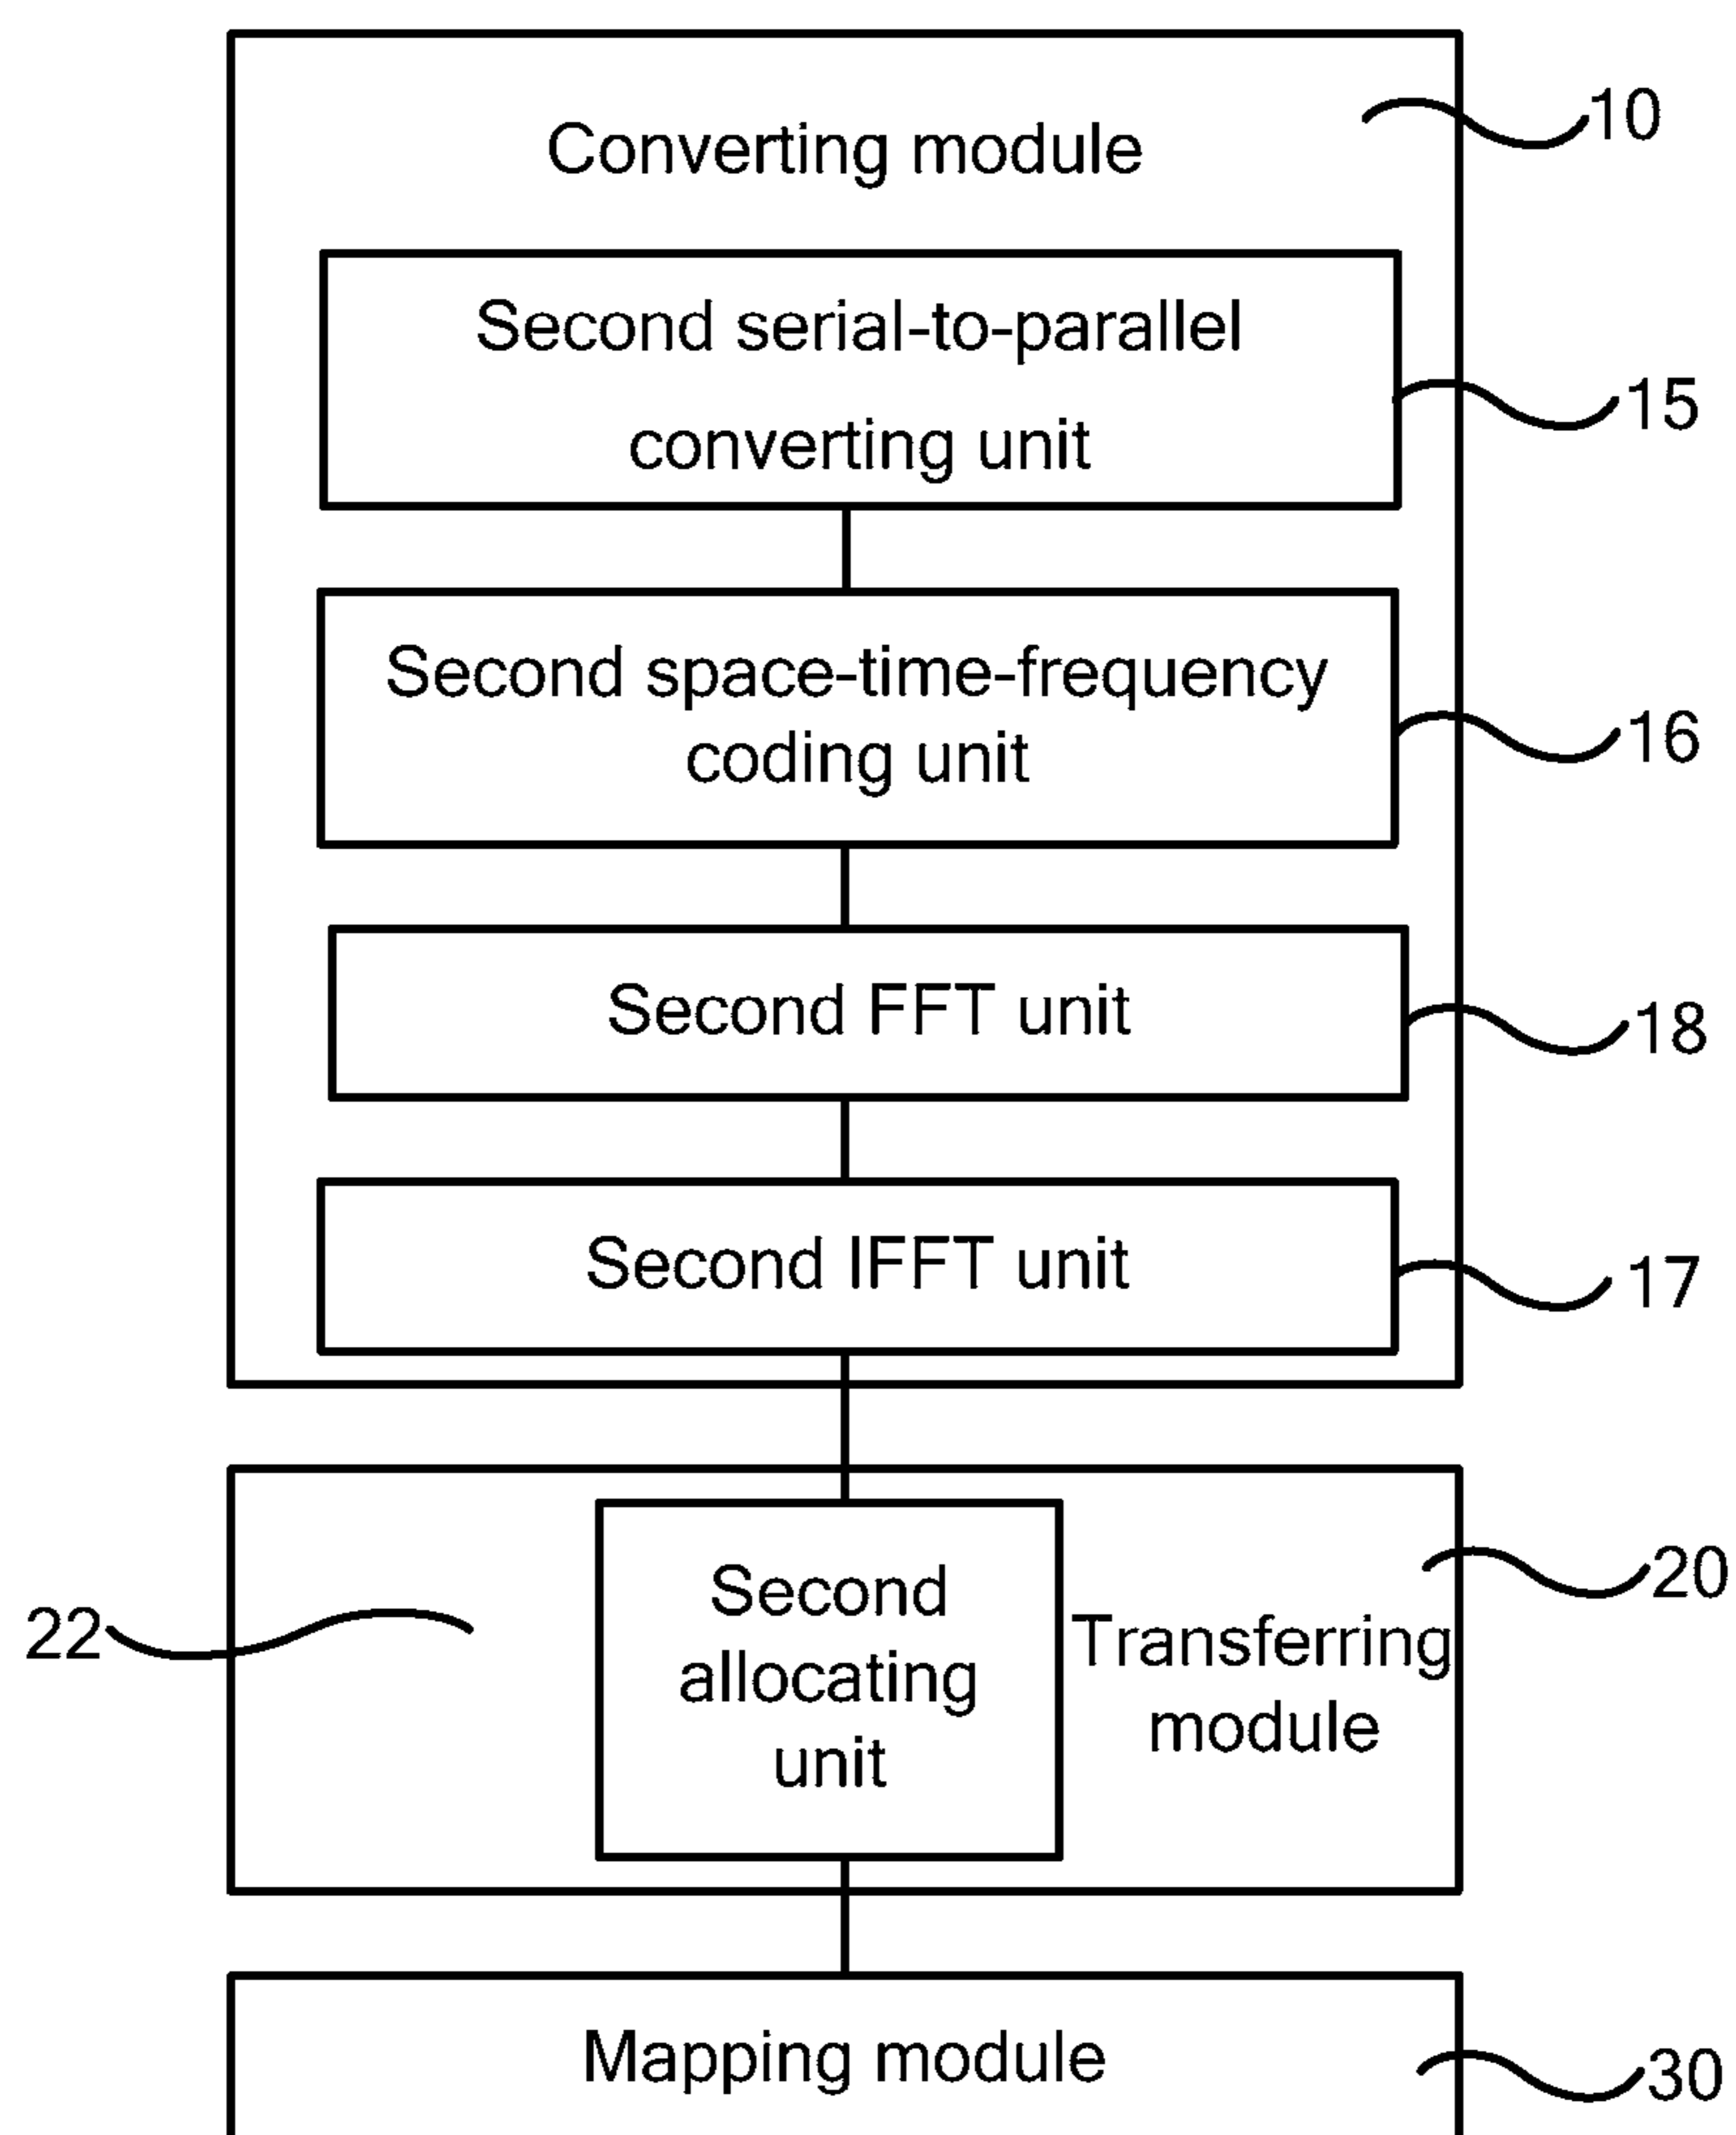 Converting module
10
Second serial-to-parallel
converting unit
15
Second space-time-frequency
coding unit
16
Second FFT unit
18
Second IFFT unit
17
22
Second
allocating
unit
20
Transferring
module
Mapping module
30